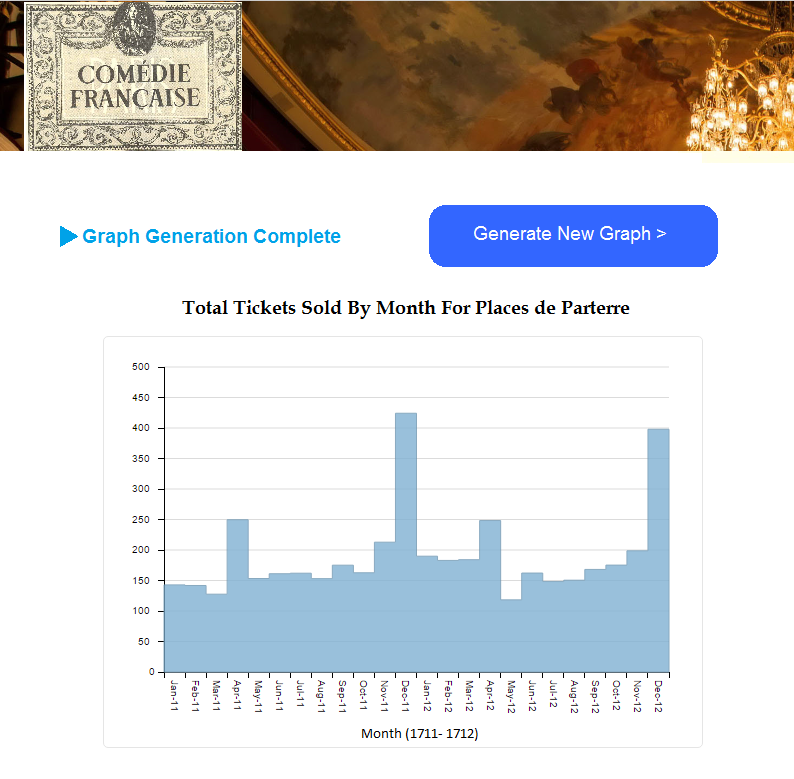 COMÉDIE
FRANÇAISE
Graph Generation Complete
Generate New Graph >
Total Tickets Sold By Month For Places de Parterre
500
450
400
350
300
250
200
150
100
50
0
Jan-11
Feb-11
Mar-11
Apr-11
May-11
Jun-11
Jul-11
Aug-11
Sep-11
Oct-11
Nov-11
Dec-11
Jan-12
Feb-12
Mar-12
Apr-12
May-12
Jun-12
Jul-12
Aug-12
Sep-12
Oct-12
Nov-12
Dec-12
Month (1711- 1712)